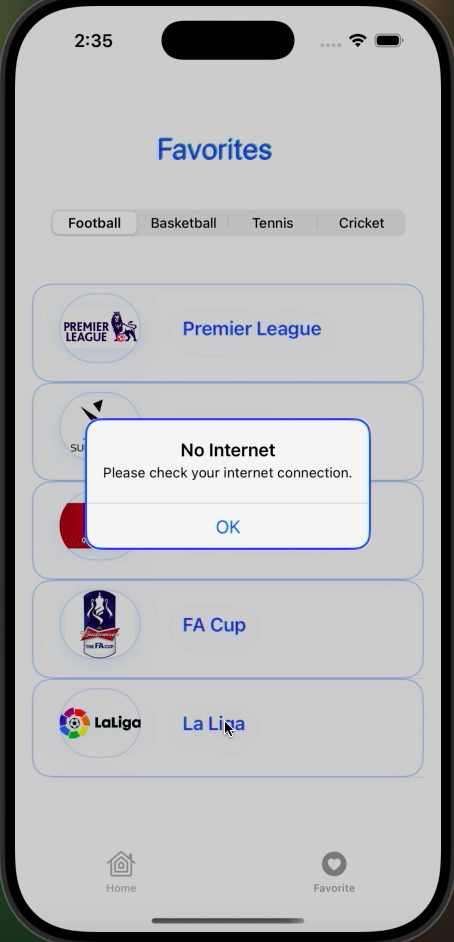 2:35
Favorites
Football Basketball Tennis Cricket
PREMIER
LEAGUE
Premier League
No Internet
Please check your internet connection.
OK
Budweiser
THE FA CUP
FA Cup
LaLiga
La Liga
Home Favorite